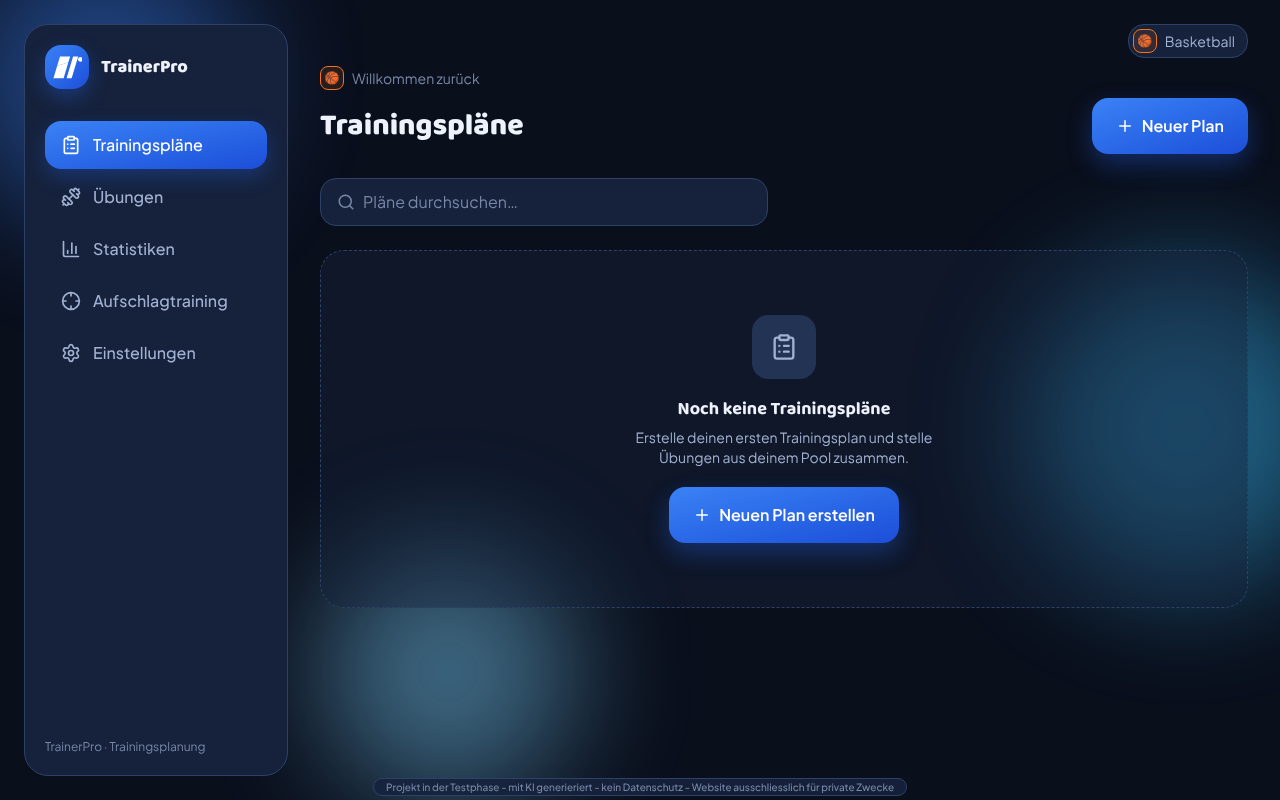 TrainerPro
Trainingspläne
Übungen
Statistiken
Aufschlagtraining
Einstellungen
TrainerPro · Trainingsplanung
Basketball
Willkommen zurück
Trainingspläne
Neuer Plan
Pläne durchsuchen...
Noch keine Trainingspläne
Erstelle deinen ersten Trainingsplan und stelle
Übungen aus deinem Pool zusammen.
Neuen Plan erstellen
Projekt in der Testphase - mit KI generieriert - kein Datenschutz - Website ausschliesslich für private Zwecke